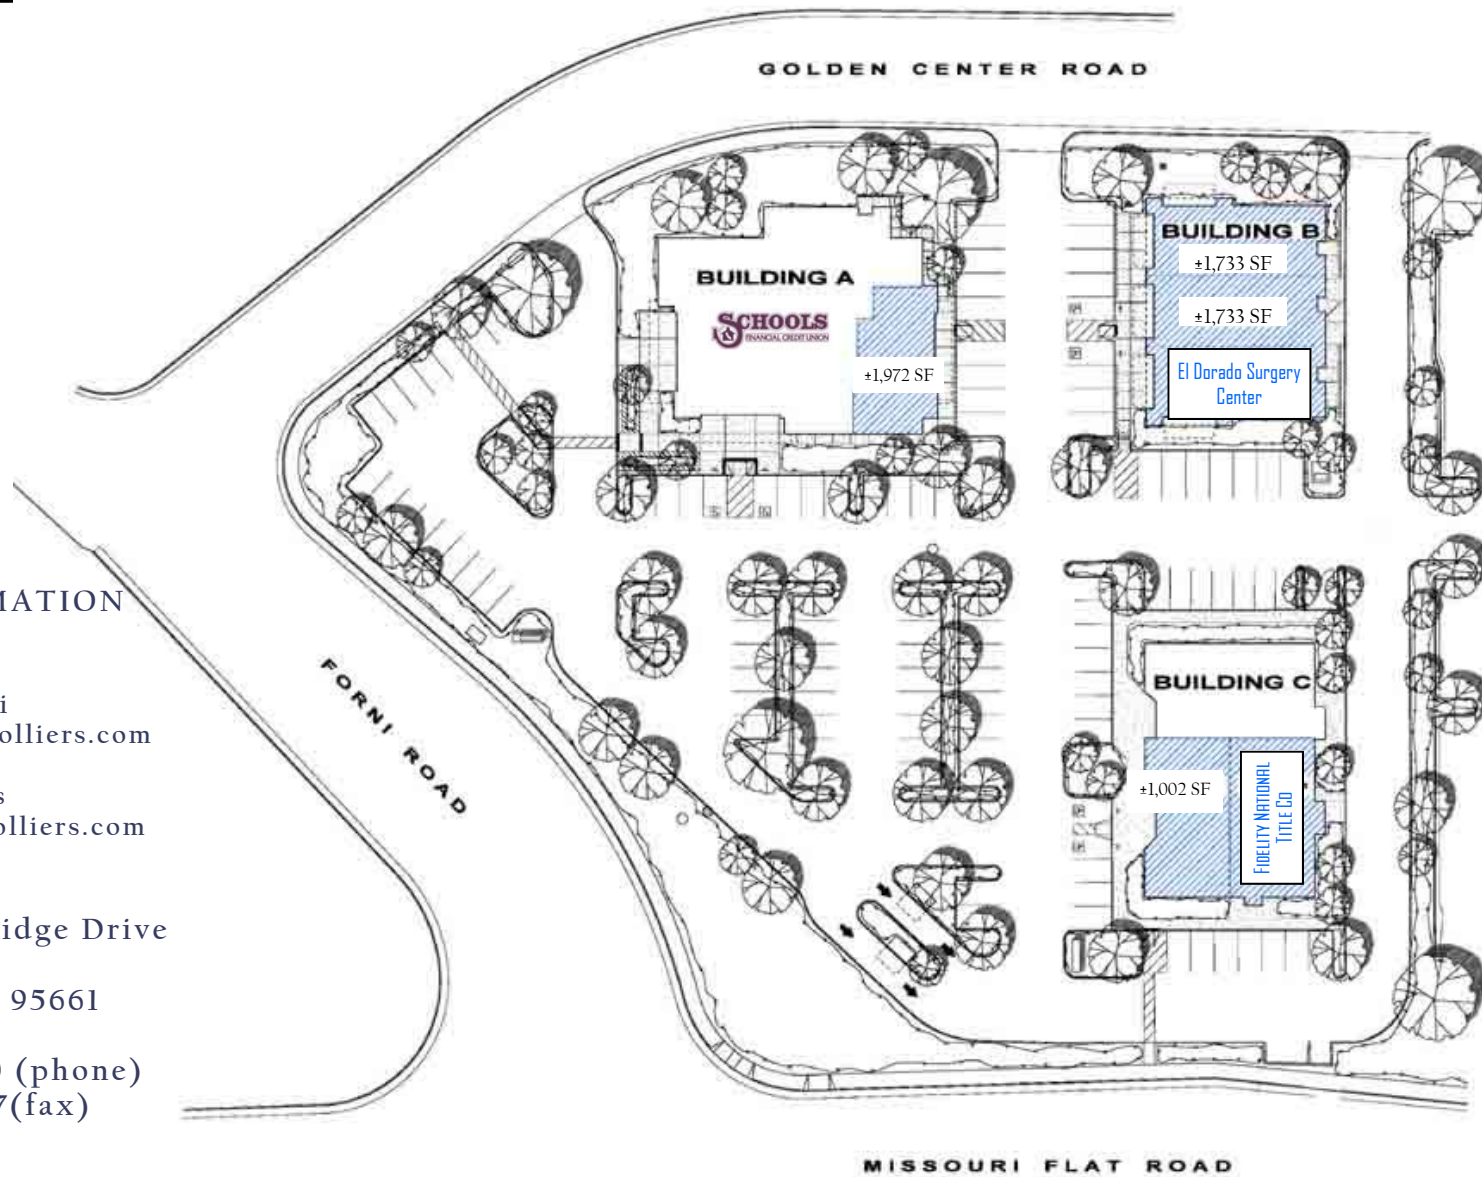 GOLDEN CENTER ROAD
BUILDING A
SCHOOLS
FINANCIAL CREDIT UNION
±1,972 SF
BUILDING B
±1,733 SF
±1,733 SF
El Dorado Surgery
Center
FORNI ROAD
BUILDING C
±1,002 SF
FIDELITY NATIONAL
TITLE CO
MATION
i
olliers.com
s
olliers.com
idge Drive
95661
(phone)
7(fax)
MISSOURI FLAT ROAD